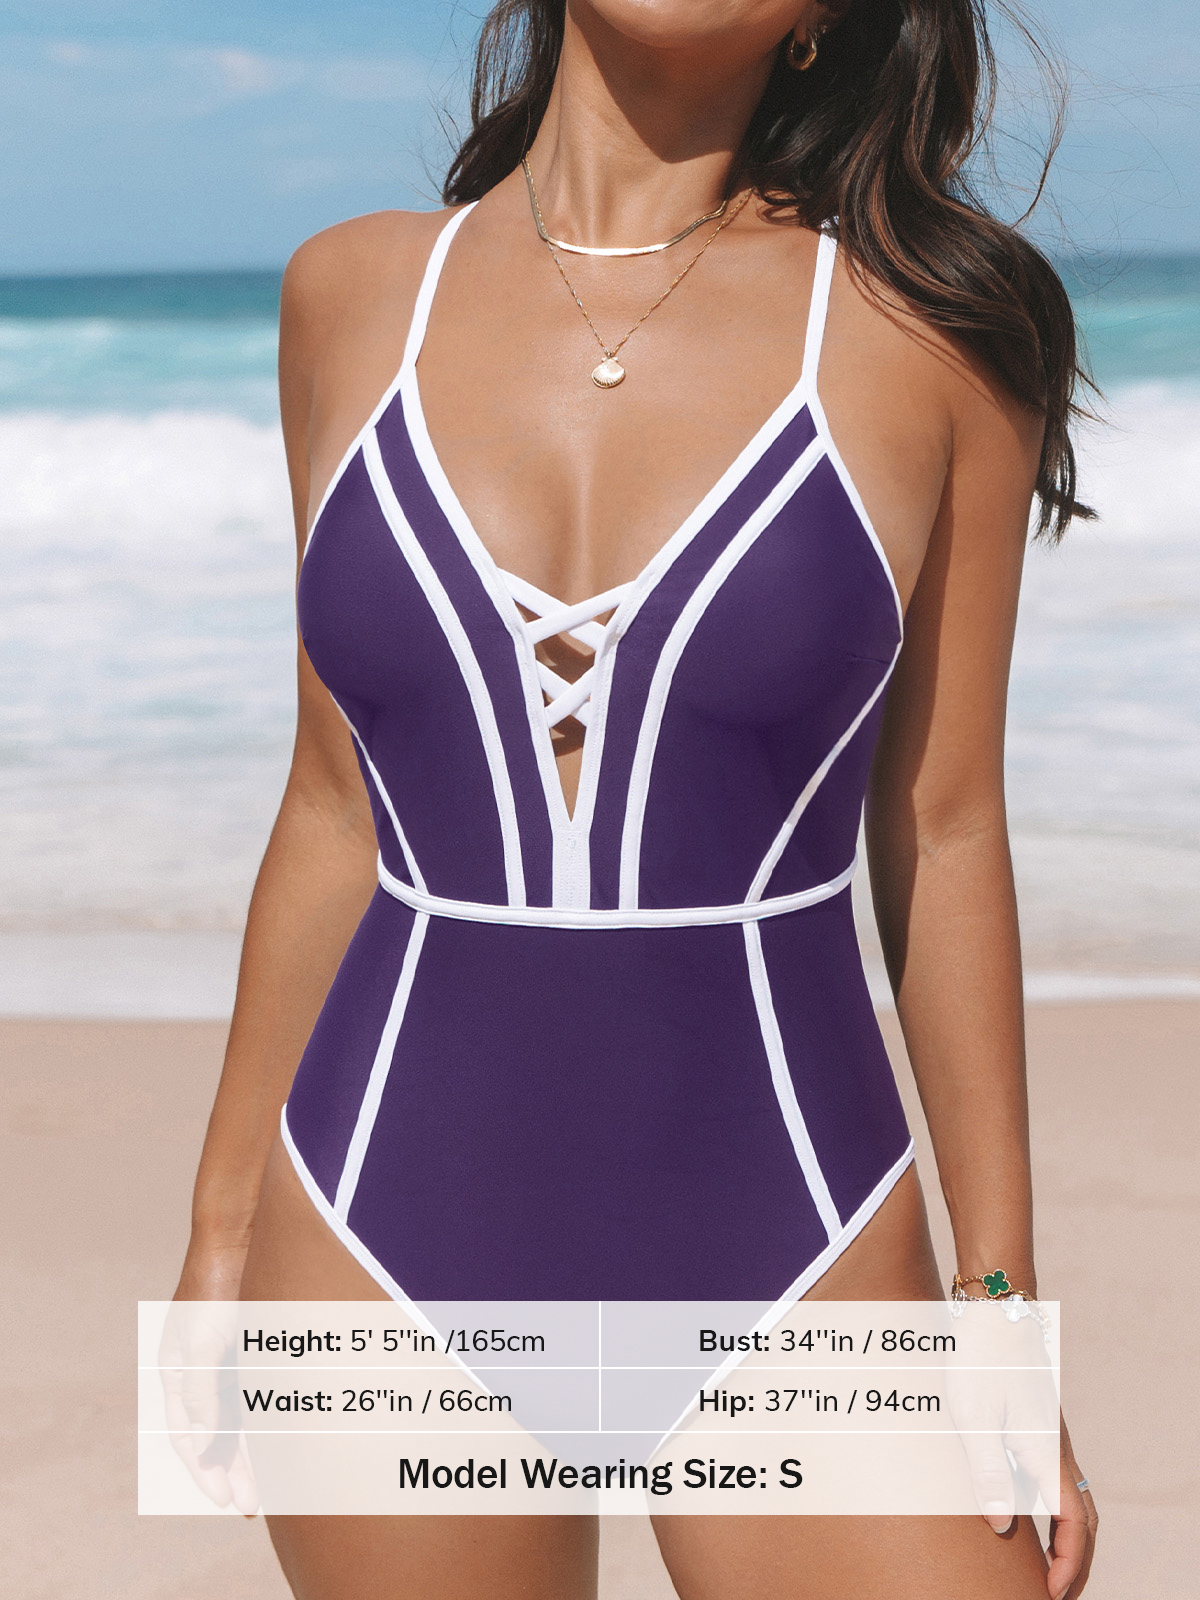 Height: 5' 5''in /165cm
Bust: 34''in / 86cm
Waist: 26''in / 66cm
Hip: 37''in / 94cm
Model Wearing Size: S